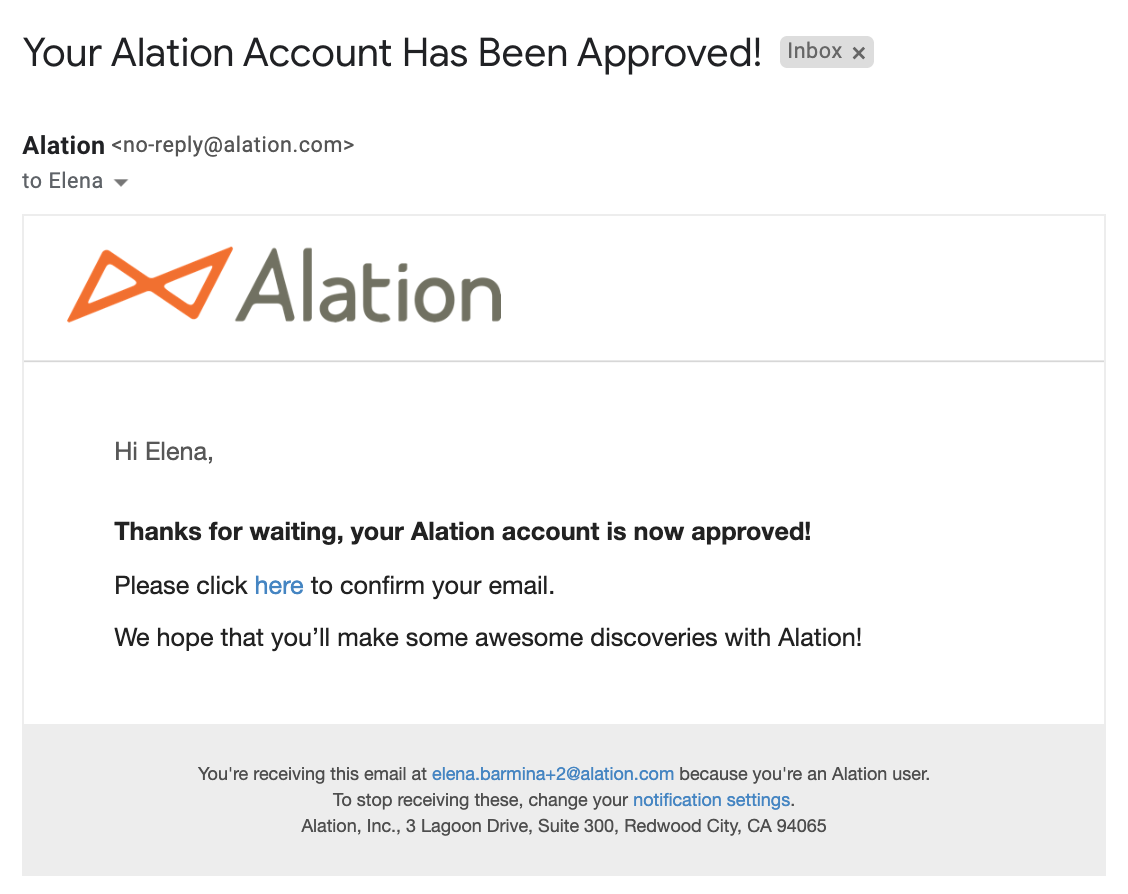 Your Alation Account Has Been Approved! Inbox x
Alation <no-reply@alation.com>
to Elena
Alation
Hi Elena,
Thanks for waiting, your Alation account is now approved!
Please click here to confirm your email.
We hope that you’ll make some awesome discoveries with Alation!
You're receiving this email at elena.barmina+2@alation.com because you're an Alation user.
To stop receiving these, change your notification settings.
Alation, Inc., 3 Lagoon Drive, Suite 300, Redwood City, CA 94065